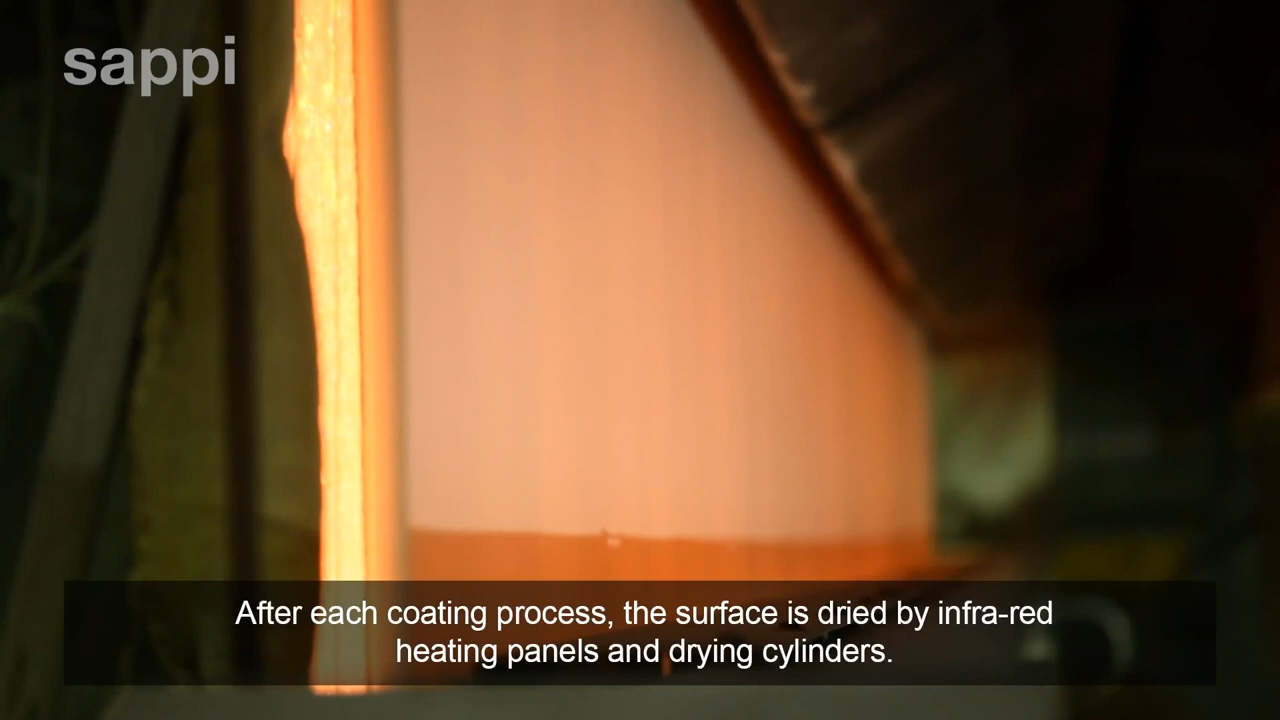 sappi
After each coating process, the surface is dried by infra-red
heating panels and drying cylinders.